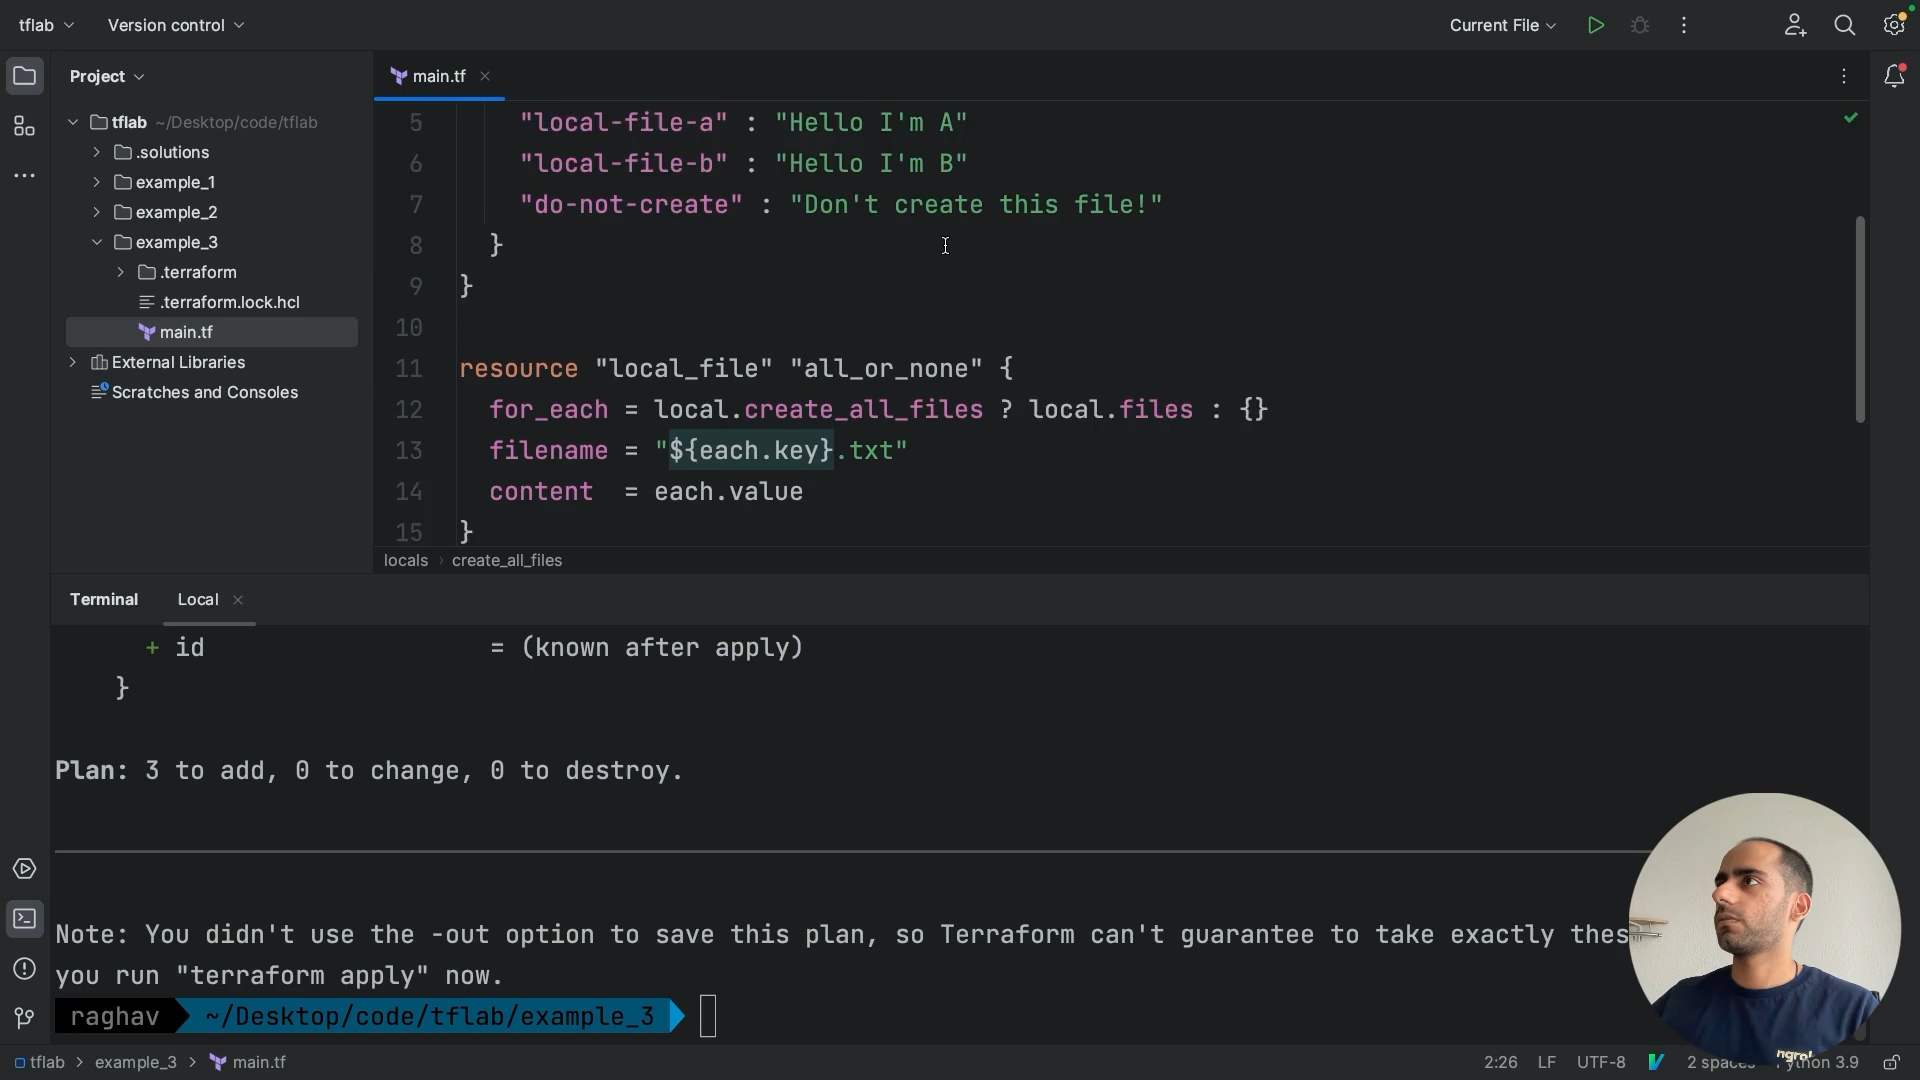 tflab
Version control
Current File
Project
main.tf
tflab ~/Desktop/code/tflab
.solutions
example_1
example_2
example_3
.terraform
.terraform.lock.hcl
main.tf
External Libraries
Scratches and Consoles
5 "local-file-a" : "Hello I'm A"
6 "local-file-b" : "Hello I'm B"
7 "do-not-create" : "Don't create this file!"
8 }
9 }
10
11 resource "local_file" "all_or_none" {
12 for_each = local.create_all_files ? local.files : {}
13 filename = "${each.key}.txt"
14 content = each.value
15 }
locals › create_all_files
Terminal Local
+ id = (known after apply)
}
Plan: 3 to add, 0 to change, 0 to destroy.
Note: You didn't use the -out option to save this plan, so Terraform can't guarantee to take exactly thes
you run "terraform apply" now.
raghav ~/Desktop/code/tflab/example_3
tflab > example_3 > main.tf
2:26 LF UTF-8 2 spaces Python 3.9